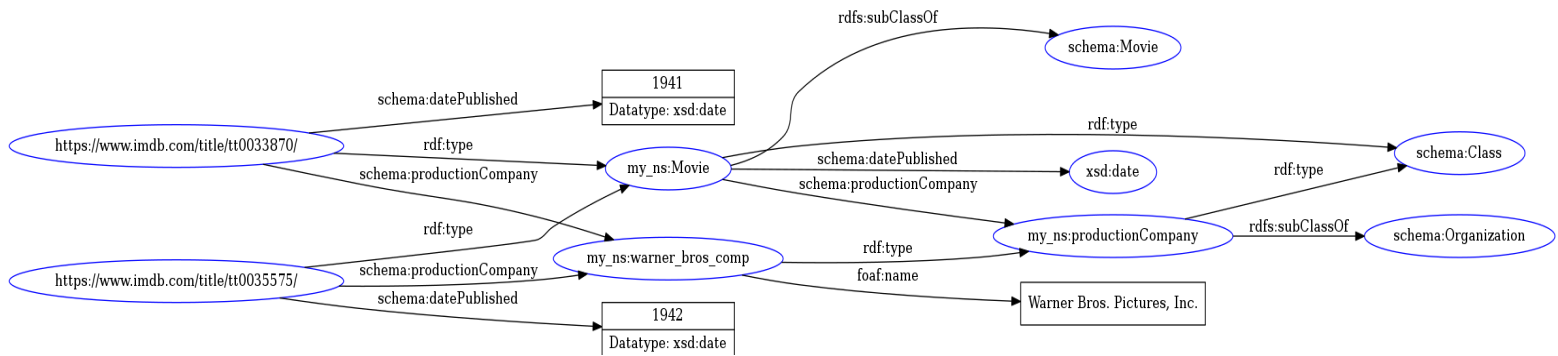 rdfs:subClassOf
schema:Movie
1941
schema:datePublished
Datatype: xsd:date
rdf:type
https://www.imdb.com/title/tt0033870/
rdf:type
schema:Class
schema:datePublished
my_ns:Movie
xsd:date
rdf:type
schema:productionCompany
schema:productionCompany
rdf:type
my_ns:productionCompany
rdfs:subClassOf
schema:Organization
rdf:type
my_ns:warner_bros_comp
schema:productionCompany
foaf:name
https://www.imdb.com/title/tt0035575/
schema:datePublished
Warner Bros. Pictures, Inc.
1942
Datatype: xsd:date